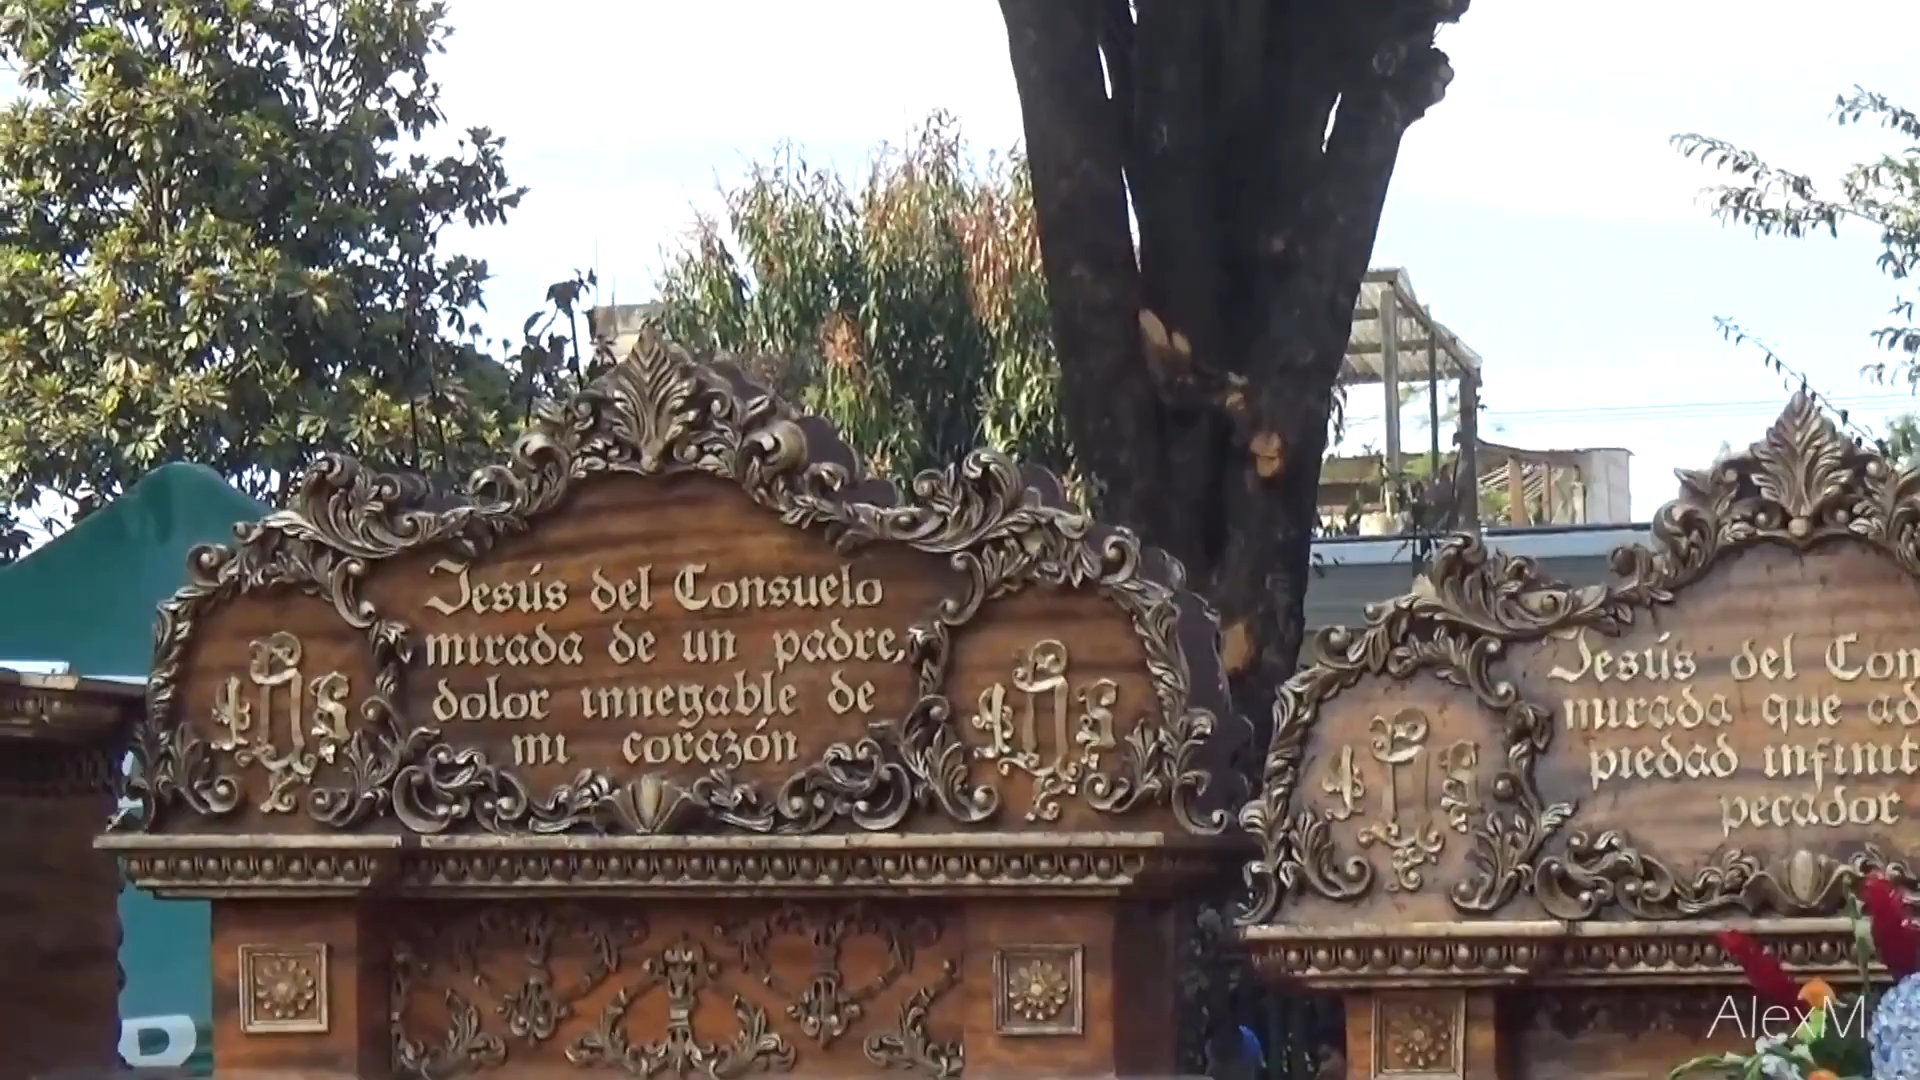 Jesús del Consuelo
mirada de un padre,
dolor innegable de
mi corazón
Jesús del
mirada que
piedad
pecador
AlexM